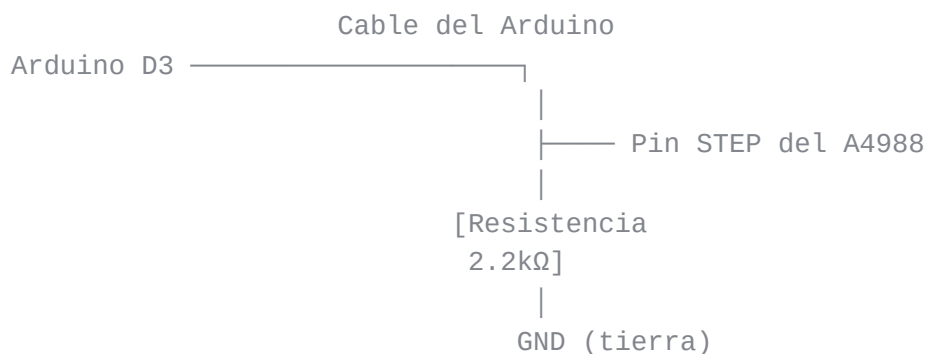 Cable del Arduino
Arduino D3
Pin STEP del A4988
[Resistencia
2.2kΩ]
GND (tierra)